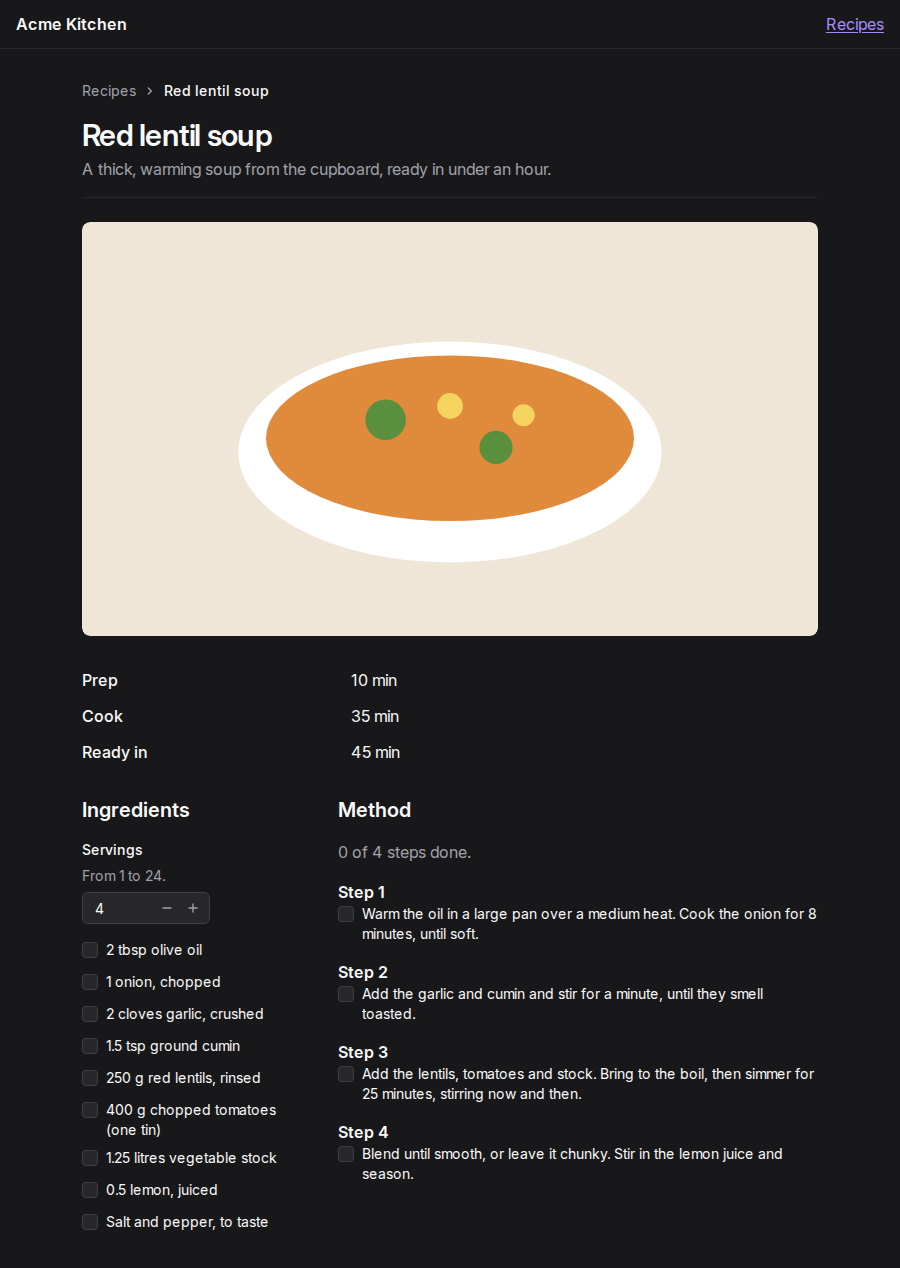 Acme Kitchen
Recipes
Recipes > Red lentil soup
Red lentil soup
A thick, warming soup from the cupboard, ready in under an hour.
Prep 10 min
Cook 35 min
Ready in 45 min
Ingredients
Servings
From 1 to 24.
4 − +
2 tbsp olive oil
1 onion, chopped
2 cloves garlic, crushed
1.5 tsp ground cumin
250 g red lentils, rinsed
400 g chopped tomatoes
(one tin)
1.25 litres vegetable stock
0.5 lemon, juiced
Salt and pepper, to taste
Method
0 of 4 steps done.
Step 1
Warm the oil in a large pan over a medium heat. Cook the onion for 8
minutes, until soft.
Step 2
Add the garlic and cumin and stir for a minute, until they smell
toasted.
Step 3
Add the lentils, tomatoes and stock. Bring to the boil, then simmer for
25 minutes, stirring now and then.
Step 4
Blend until smooth, or leave it chunky. Stir in the lemon juice and
season.